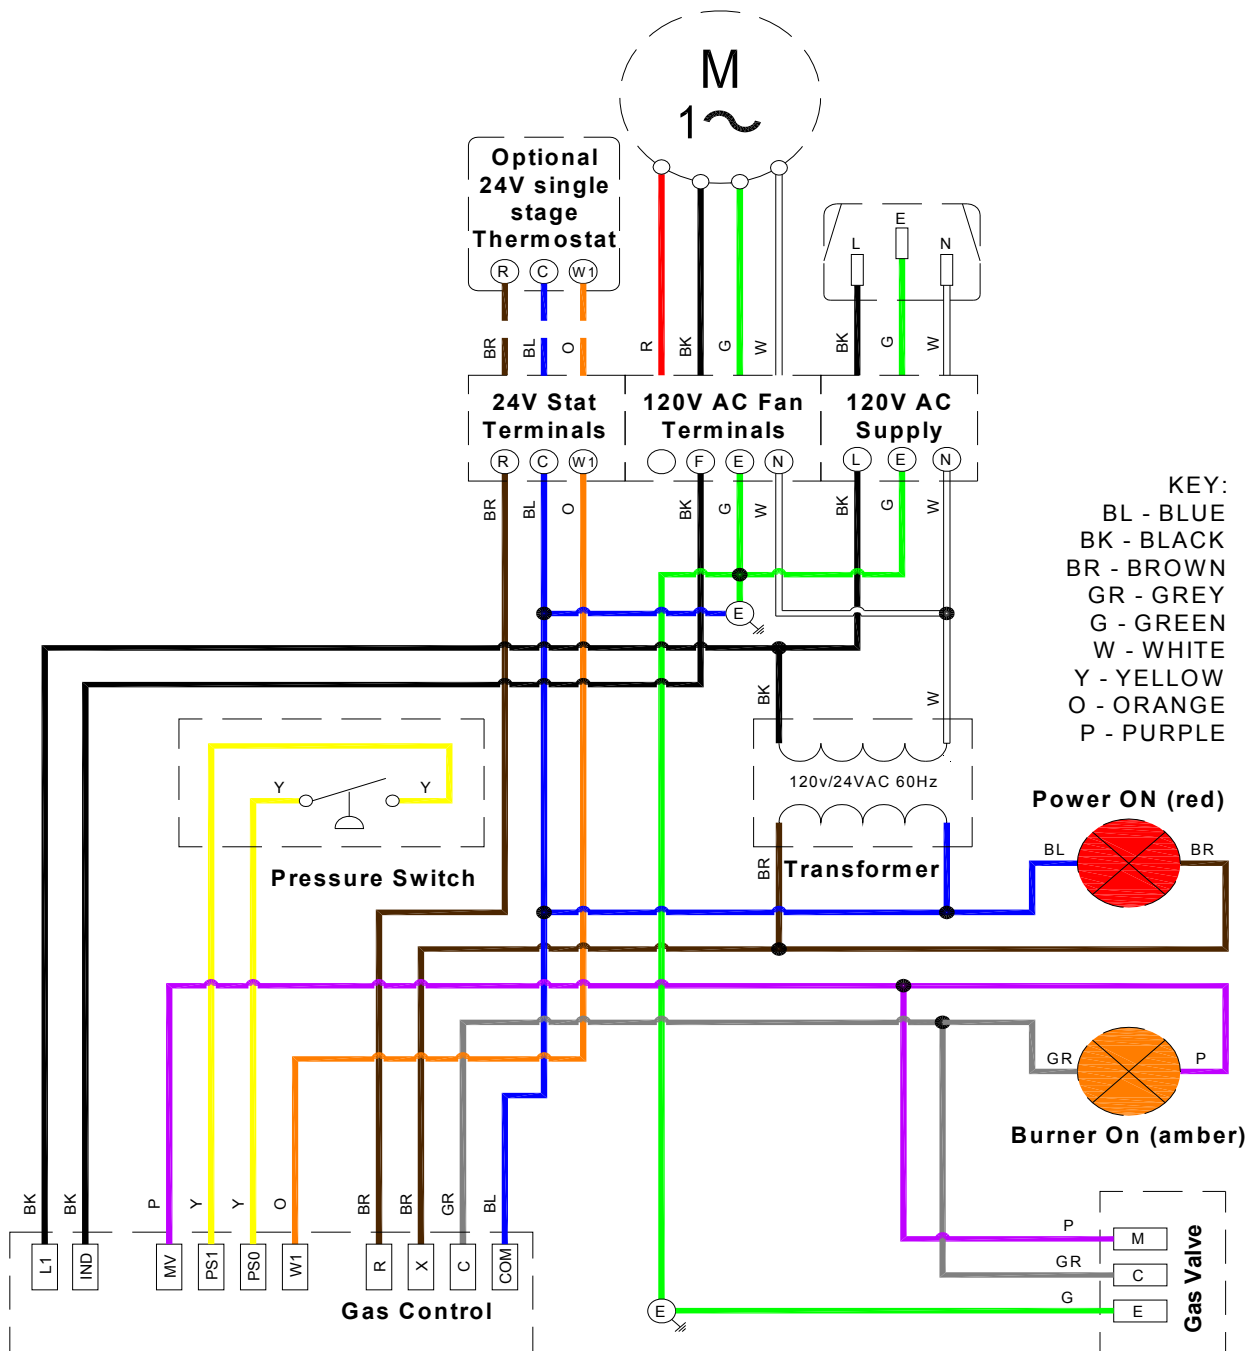 M
1
Optional
24V single
stage
Thermostat
R C W1
L E N
BR BL O R BK G W BK G W
24V Stat
Terminals
120V AC Fan
Terminals
120V AC
Supply
R C W1 F E N L E N
BR BL O BK G W BK G W
KEY:
BL - BLUE
BK - BLACK
BR - BROWN
GR - GREY
G - GREEN
W - WHITE
Y - YELLOW
O - ORANGE
P - PURPLE
E
BK W
Y Y
Pressure Switch
120v/24VAC 60Hz
BR
Transformer
Power ON (red)
BL BR
GR P
Burner On (amber)
BK BK P Y Y O BR BR GR BL
L1 IND MV PS1 PS0 W1 R X C COM
Gas Control
E
P M
GR C
G E
Gas Valve